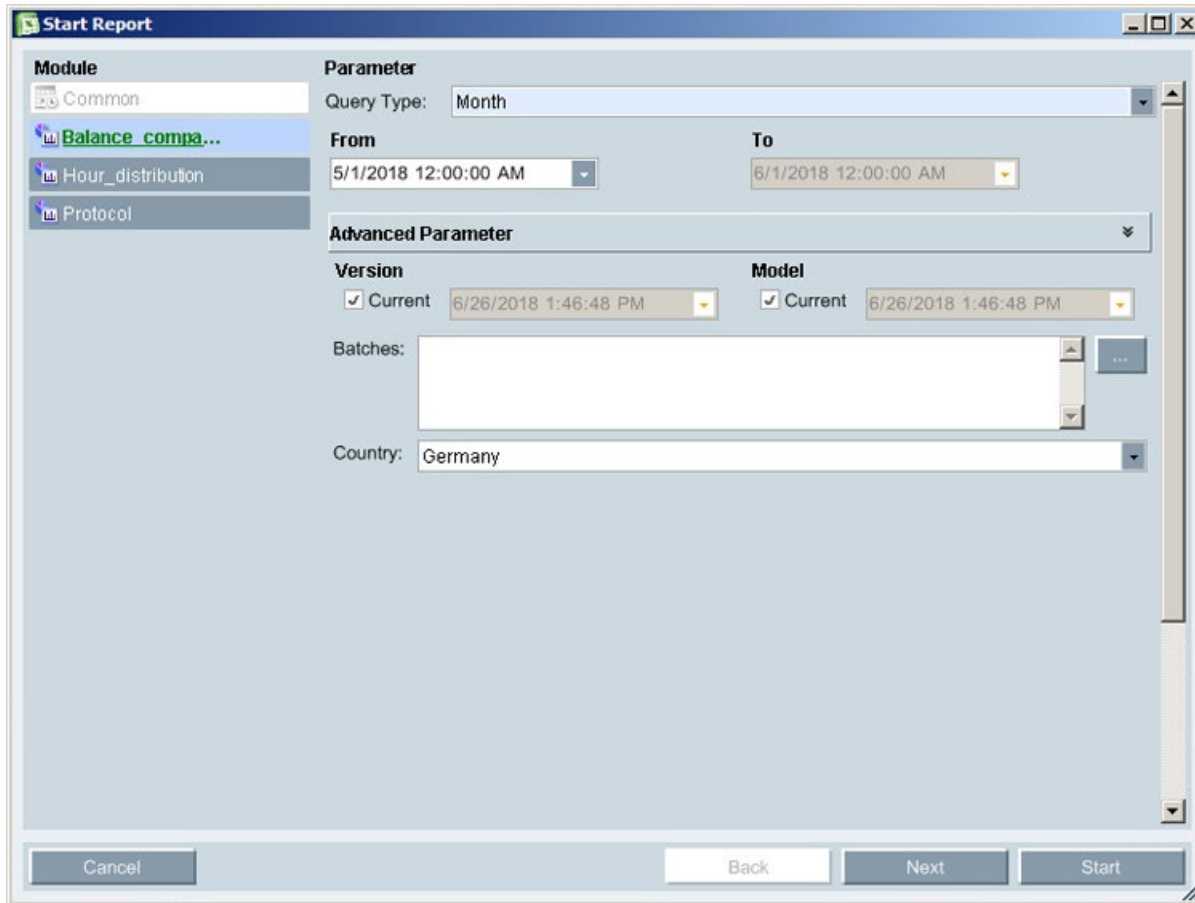 Start Report
Module
Common
Balance_compa...
Hour_distribution
Protocol
Parameter
Query Type: Month
From To
5/1/2018 12:00:00 AM 6/1/2018 12:00:00 AM
Advanced Parameter
Version Model
Current 6/26/2018 1:46:48 PM Current 6/26/2018 1:46:48 PM
Batches: ...
Country: Germany
Cancel Back Next Start